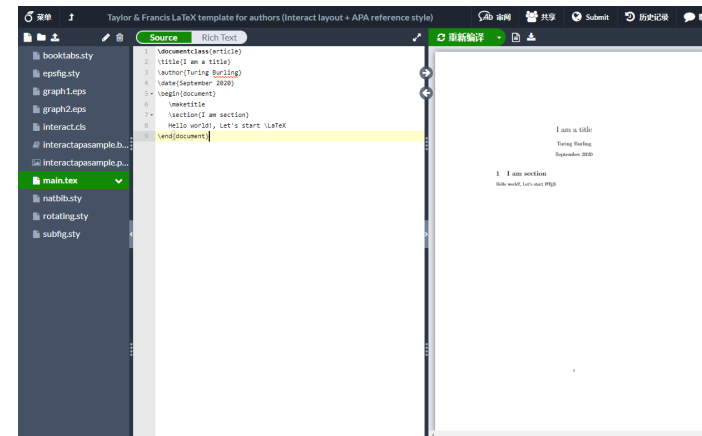 菜单
Taylor & Francis LaTeX template for authors (Interact layout + APA reference style)
审阅
共享
Submit
历史记录
Source
Rich Text
重新编译
booktabs.sty
epsfig.sty
graph1.eps
graph2.eps
interact.cls
interactapasample.b...
interactapasample.p...
main.tex
natbib.sty
rotating.sty
subfig.sty
1 \documentclass{article}
2 \title{I am a title}
3 \author{Turing Burling}
4 \date{September 2020}
5 \begin{document}
6 \maketitle
7 \section{I am section}
8 Hello world!, Let's start \LaTeX
9 \end{document}
I am a title
Turing Burling
September 2020
1 I am section
Hello world!, Let's start LATEX
1